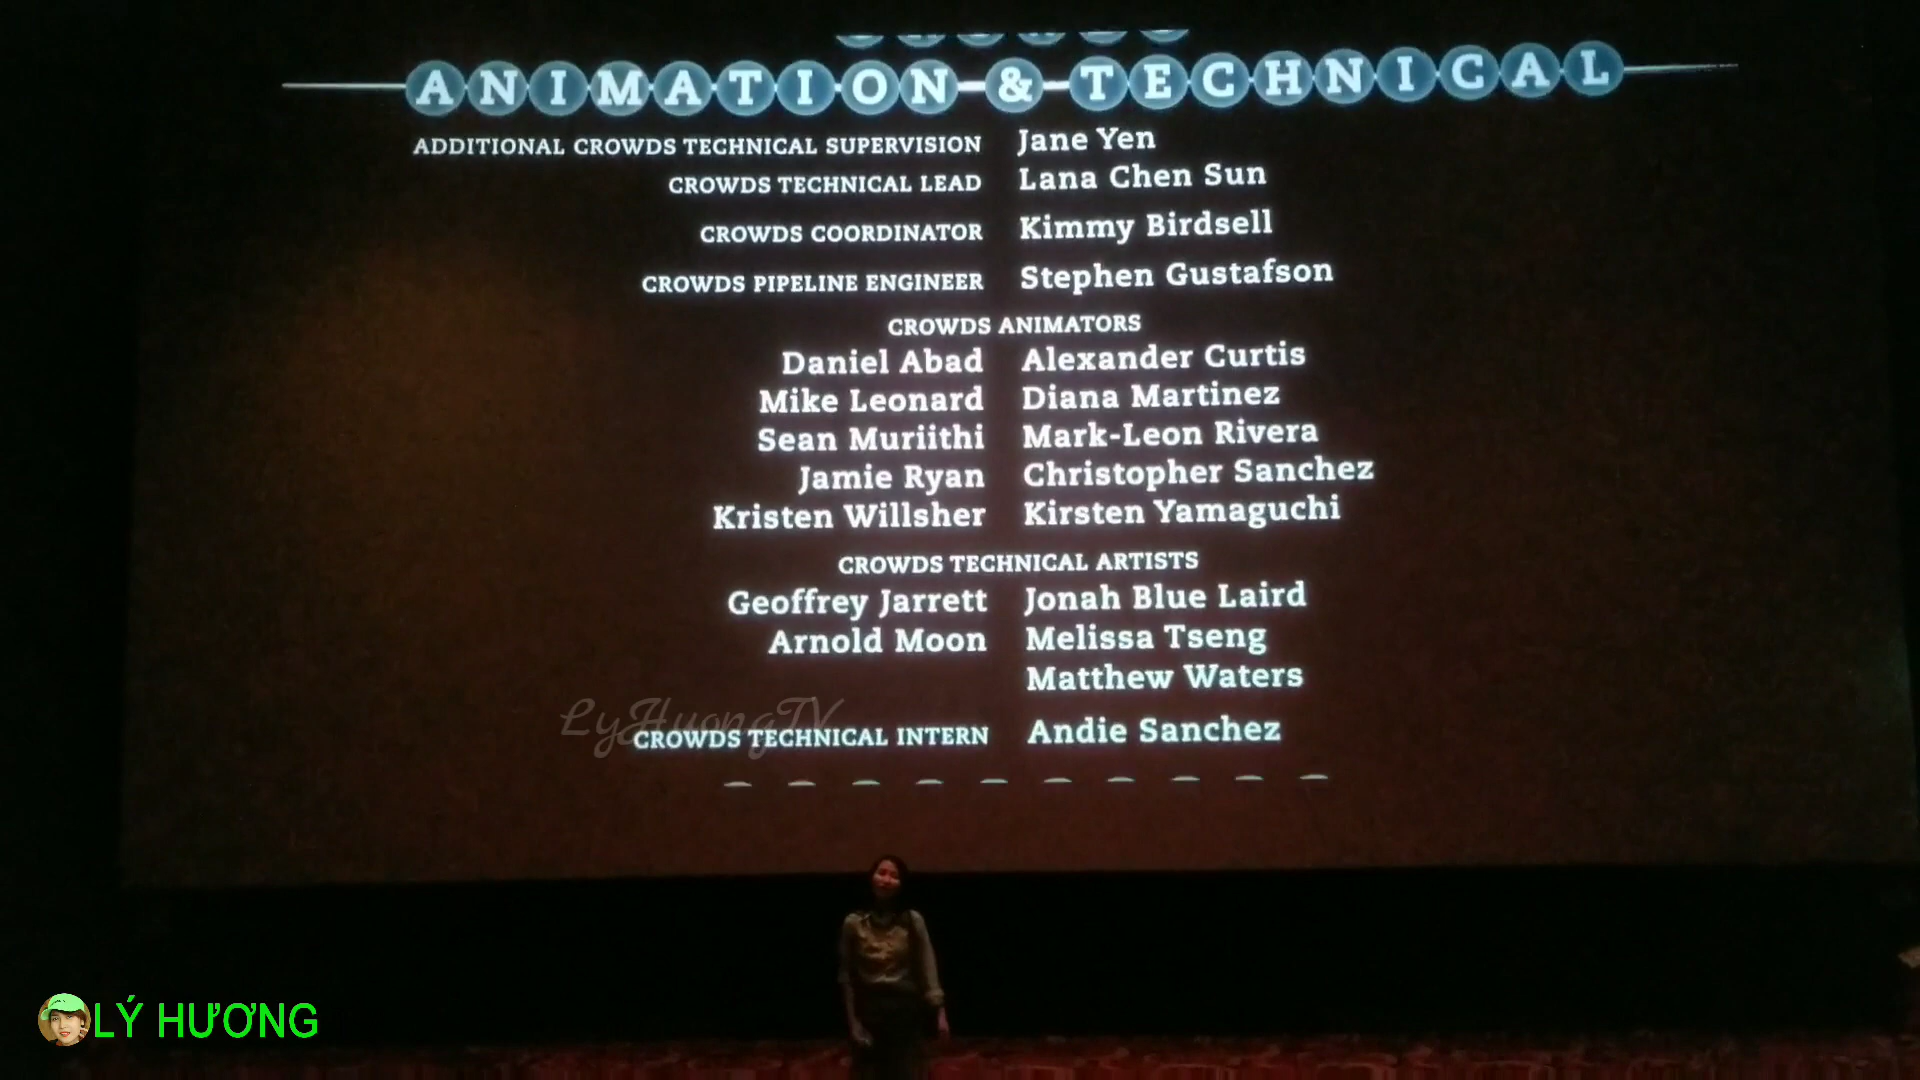 ANIMATION & TECHNICAL
ADDITIONAL CROWDS TECHNICAL SUPERVISION Jane Yen
CROWDS TECHNICAL LEAD Lana Chen Sun
CROWDS COORDINATOR Kimmy Birdsell
CROWDS PIPELINE ENGINEER Stephen Gustafson
CROWDS ANIMATORS
Daniel Abad Alexander Curtis
Mike Leonard Diana Martinez
Sean Muriithi Mark-Leon Rivera
Jamie Ryan Christopher Sanchez
Kristen Willsher Kirsten Yamaguchi
CROWDS TECHNICAL ARTISTS
Geoffrey Jarrett Jonah Blue Laird
Arnold Moon Melissa Tseng
Matthew Waters
LyHuongTV
CROWDS TECHNICAL INTERN Andie Sanchez
LÝ HƯƠNG